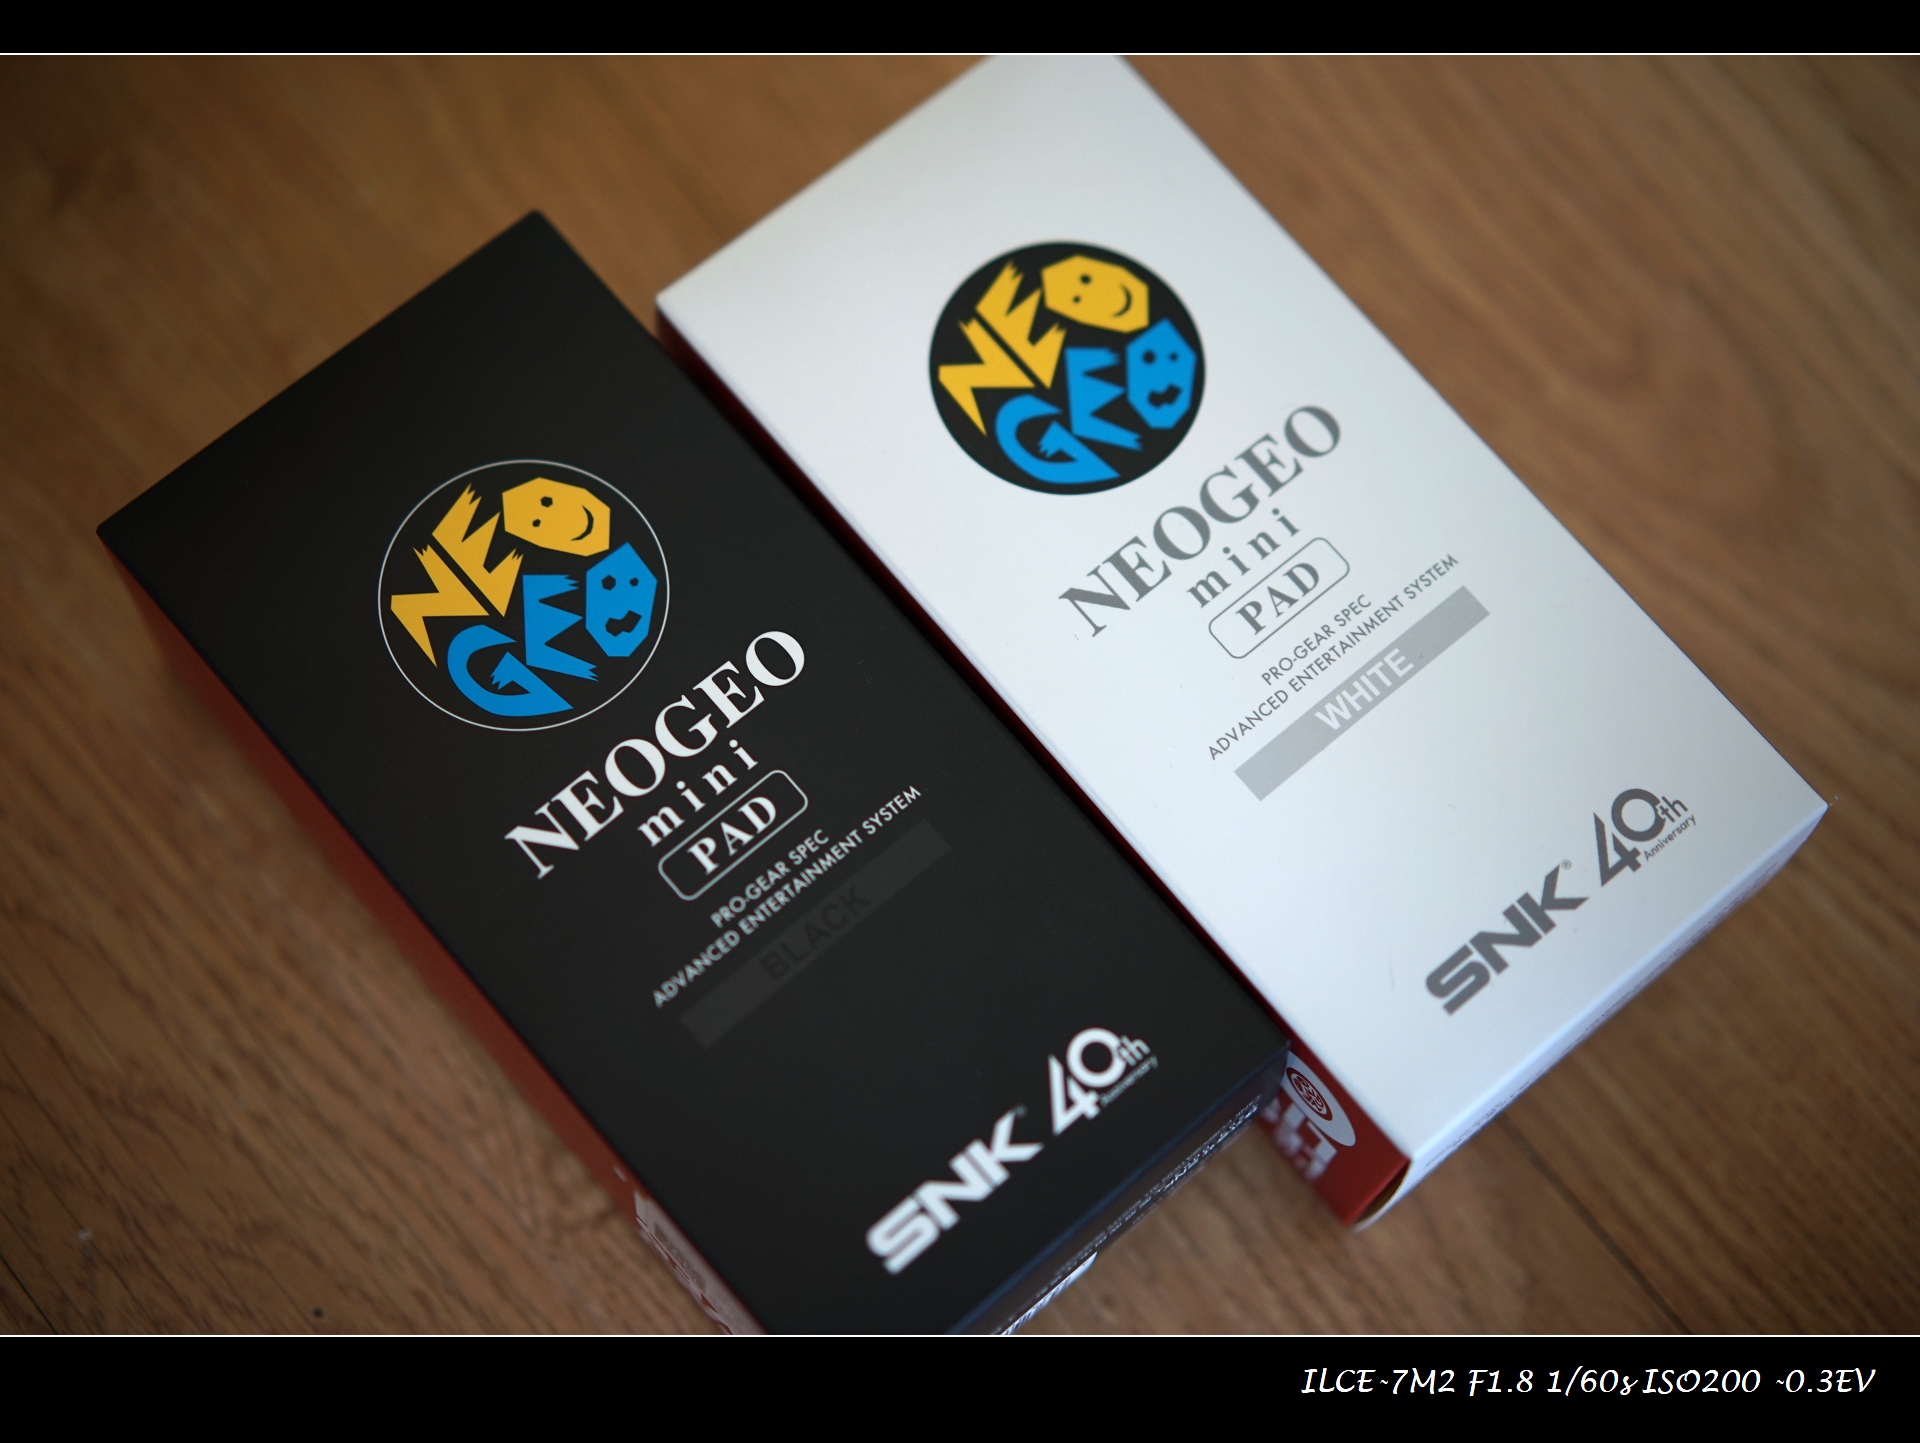 NEO
GEO
NEOGEO
mini
PAD
PRO-GEAR SPEC
ADVANCED ENTERTAINMENT SYSTEM
BLACK
SNK 40th
Anniversary
NEO
GEO
NEOGEO
mini
PAD
PRO-GEAR SPEC
ADVANCED ENTERTAINMENT SYSTEM
WHITE
SNK® 40th
Anniversary
ILCE~7M2 F1.8 1/60s ISO200 ~0.3EV